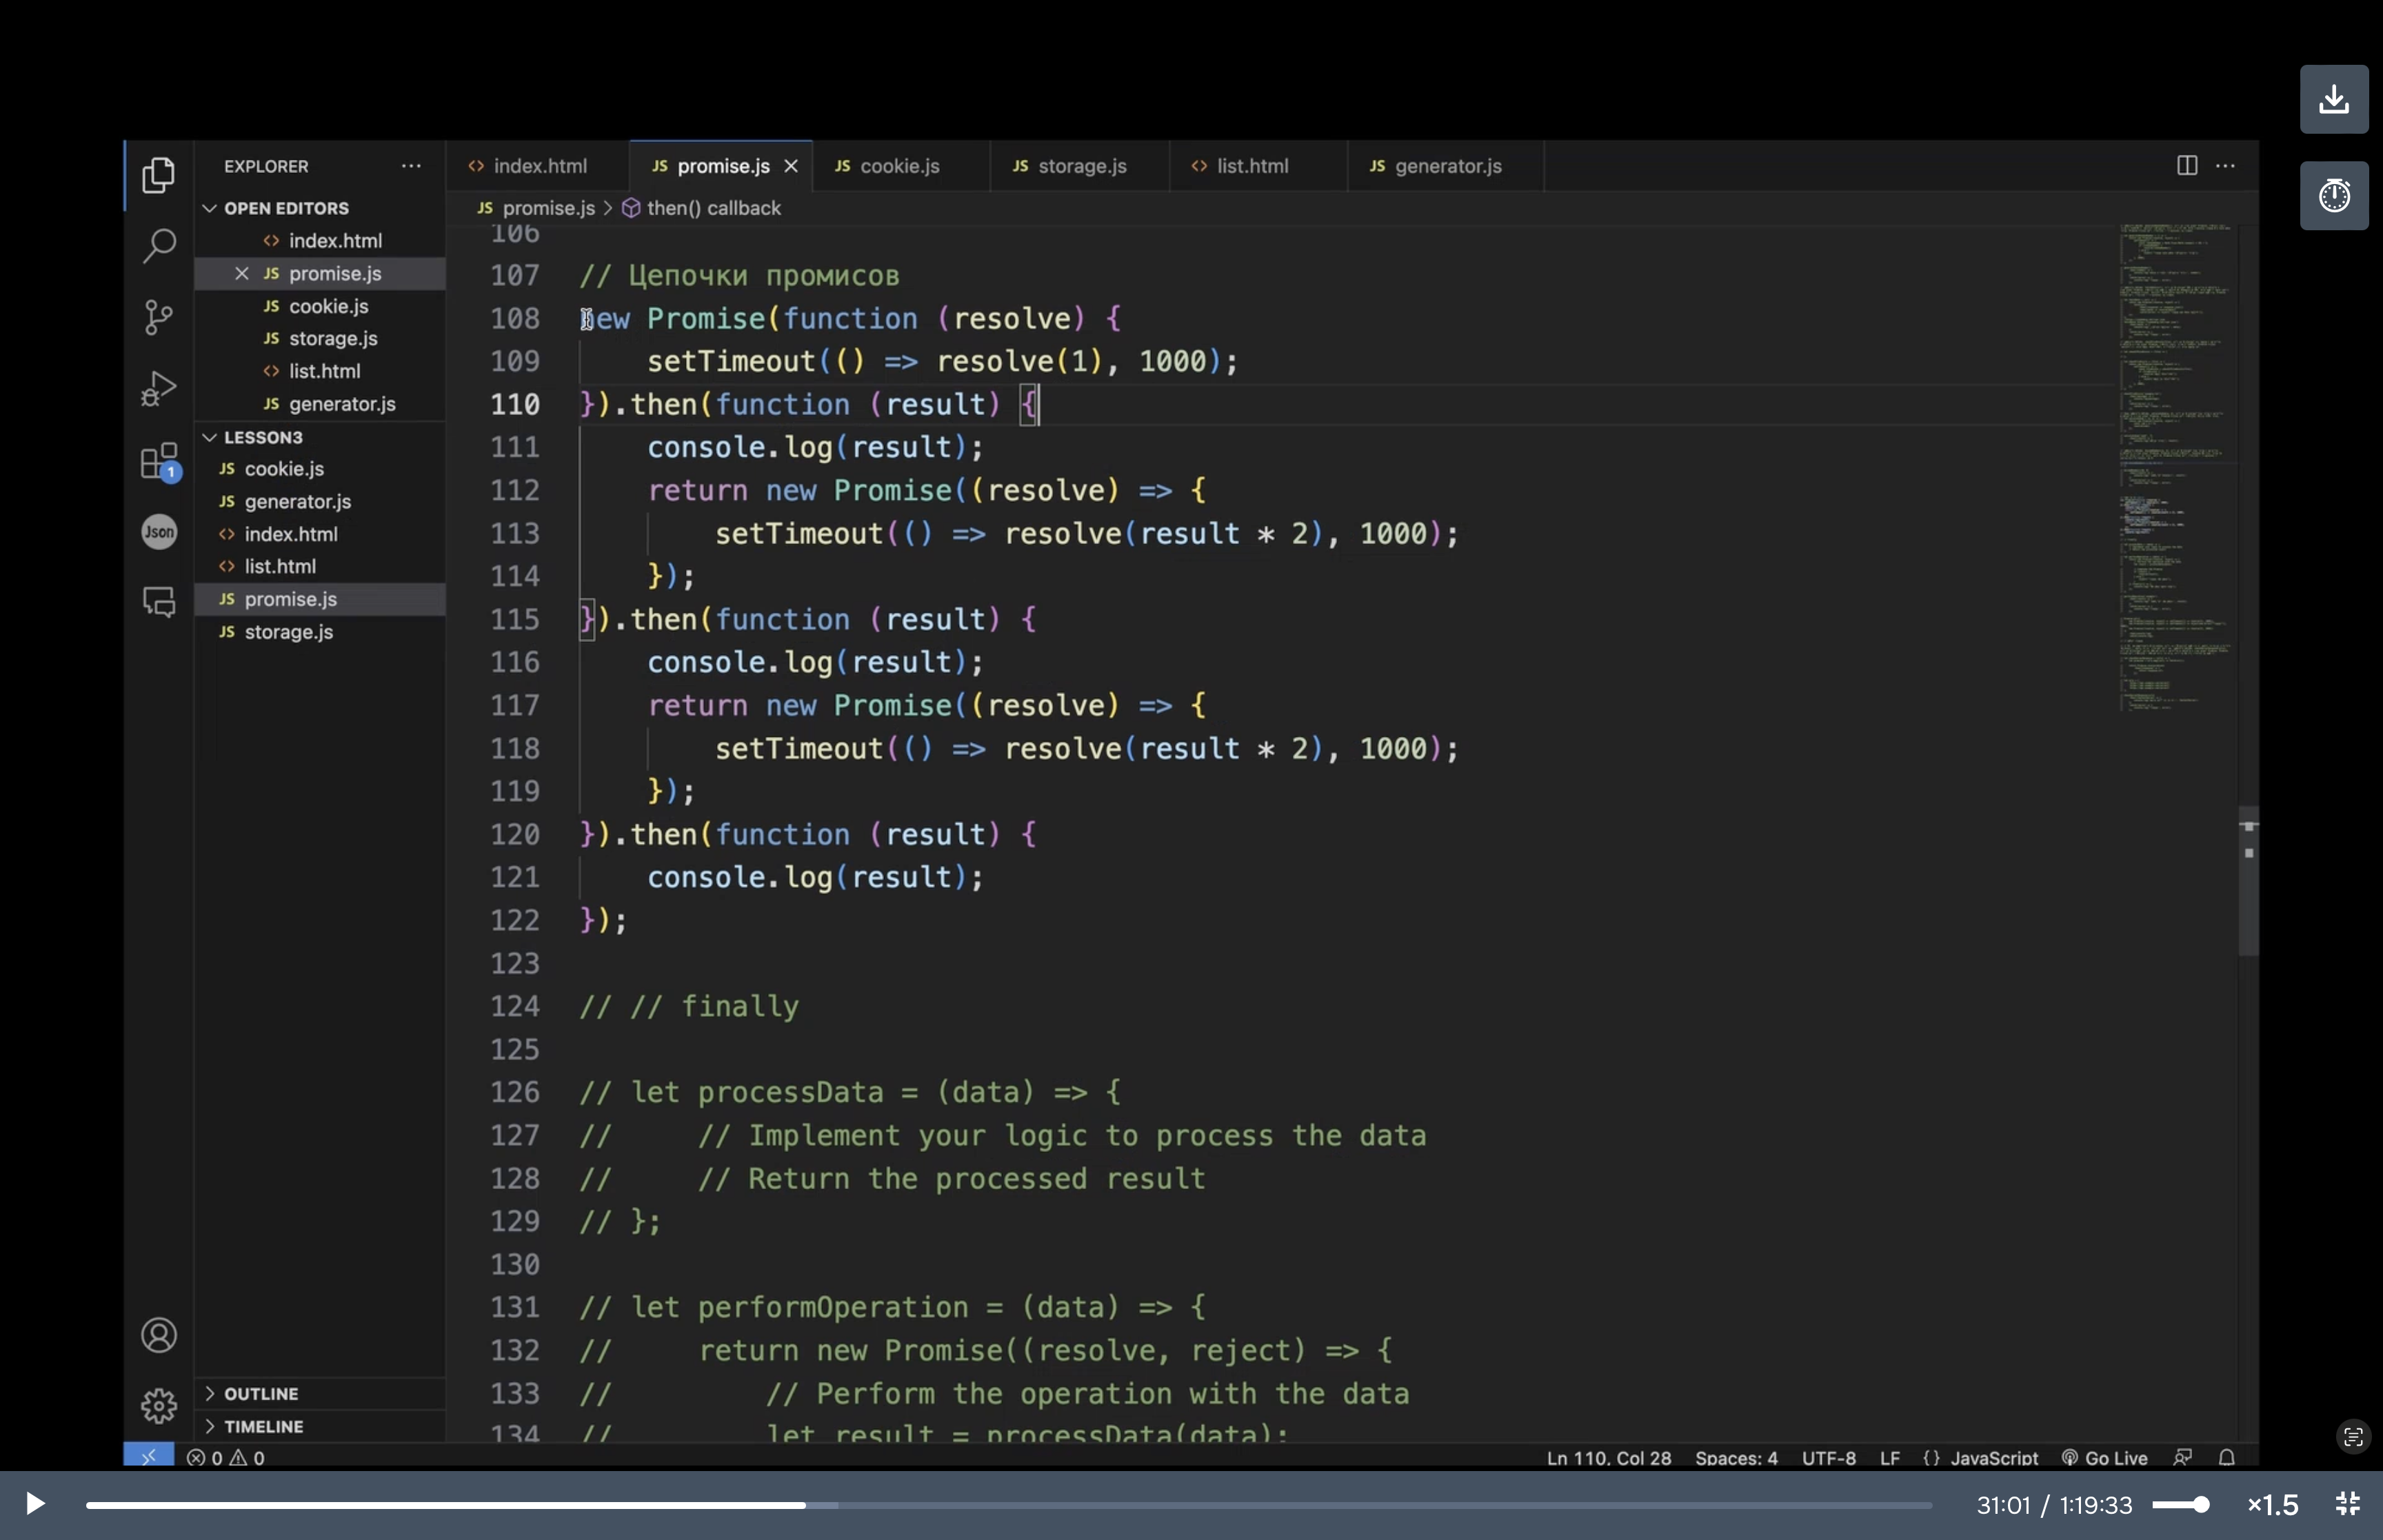 EXPLORER
OPEN EDITORS
index.html
promise.js
cookie.js
storage.js
list.html
generator.js
LESSON3
cookie.js
generator.js
index.html
list.html
promise.js
storage.js
OUTLINE
TIMELINE
1
Json
index.html
JS promise.js
JS cookie.js
JS storage.js
list.html
JS generator.js
JS promise.js > then() callback
106
107 // Цепочки промисов
108 new Promise(function (resolve) {
109 setTimeout(() => resolve(1), 1000);
110 }).then(function (result) {
111 console.log(result);
112 return new Promise((resolve) => {
113 setTimeout(() => resolve(result * 2), 1000);
114 });
115 }).then(function (result) {
116 console.log(result);
117 return new Promise((resolve) => {
118 setTimeout(() => resolve(result * 2), 1000);
119 });
120 }).then(function (result) {
121 console.log(result);
122 });
123
124 // // finally
125
126 // let processData = (data) => {
127 // // Implement your logic to process the data
128 // // Return the processed result
129 // };
130
131 // let performOperation = (data) => {
132 // return new Promise((resolve, reject) => {
133 // // Perform the operation with the data
134 // let result = processData(data);
0 0
Ln 110, Col 28 Spaces: 4 UTF-8 LF {} JavaScript Go Live
31:01 / 1:19:33 ×1.5